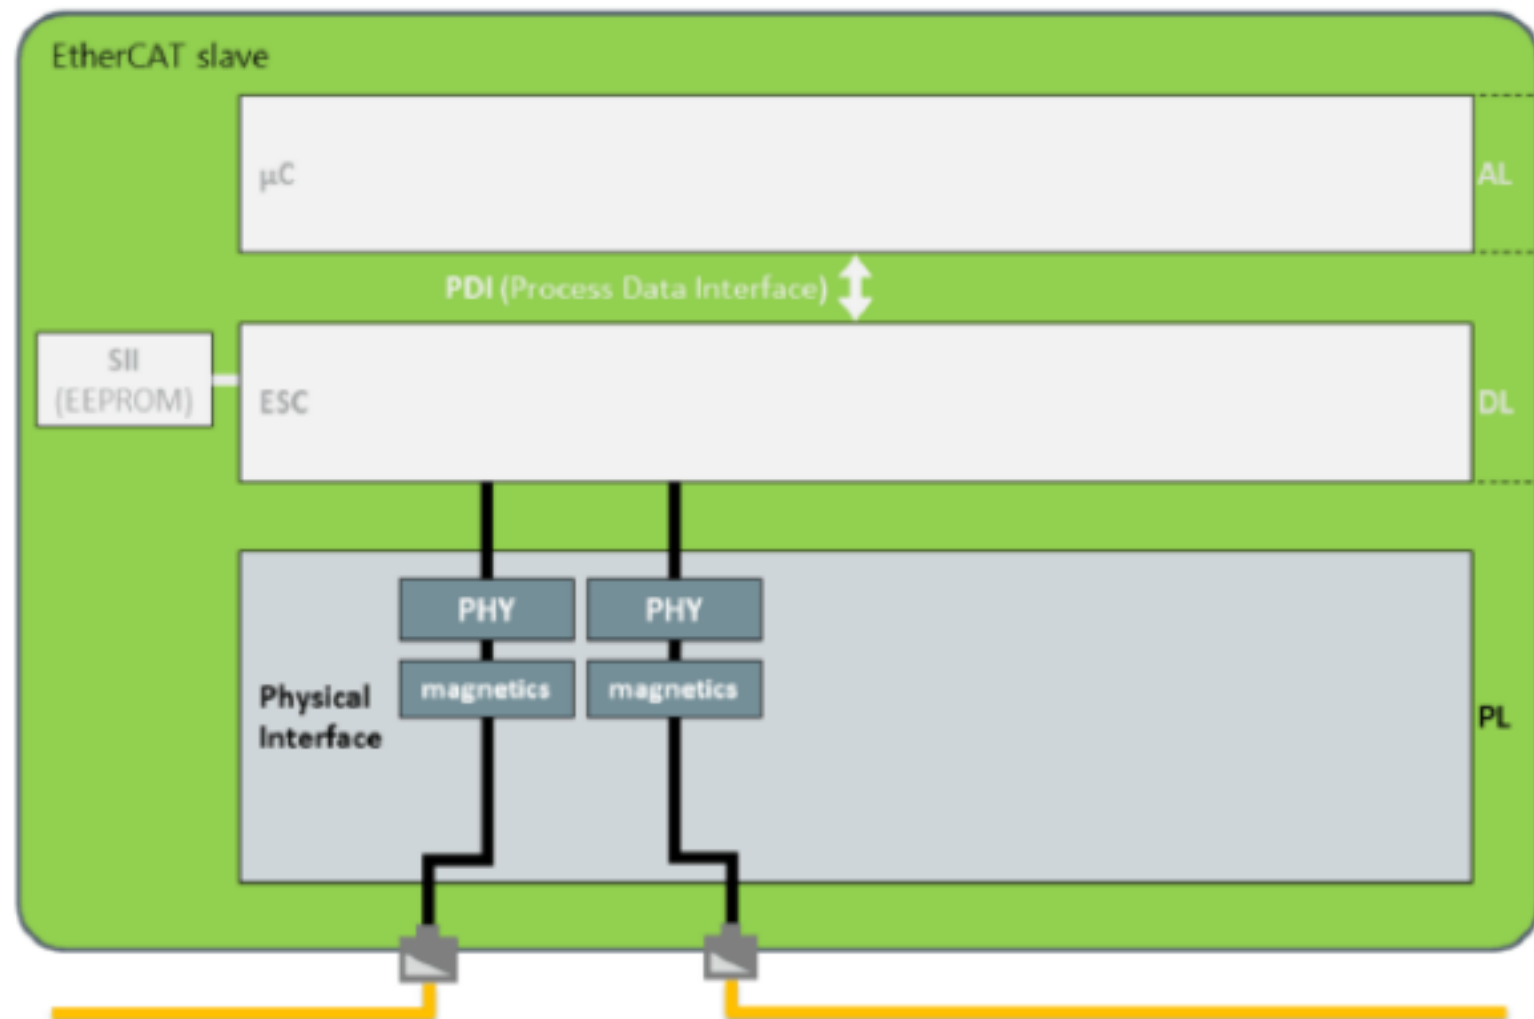 EtherCAT slave
μC
AL
PDI (Process Data Interface)
SII
(EEPROM)
ESC
DL
PHY
PHY
magnetics
magnetics
Physical
Interface
PL